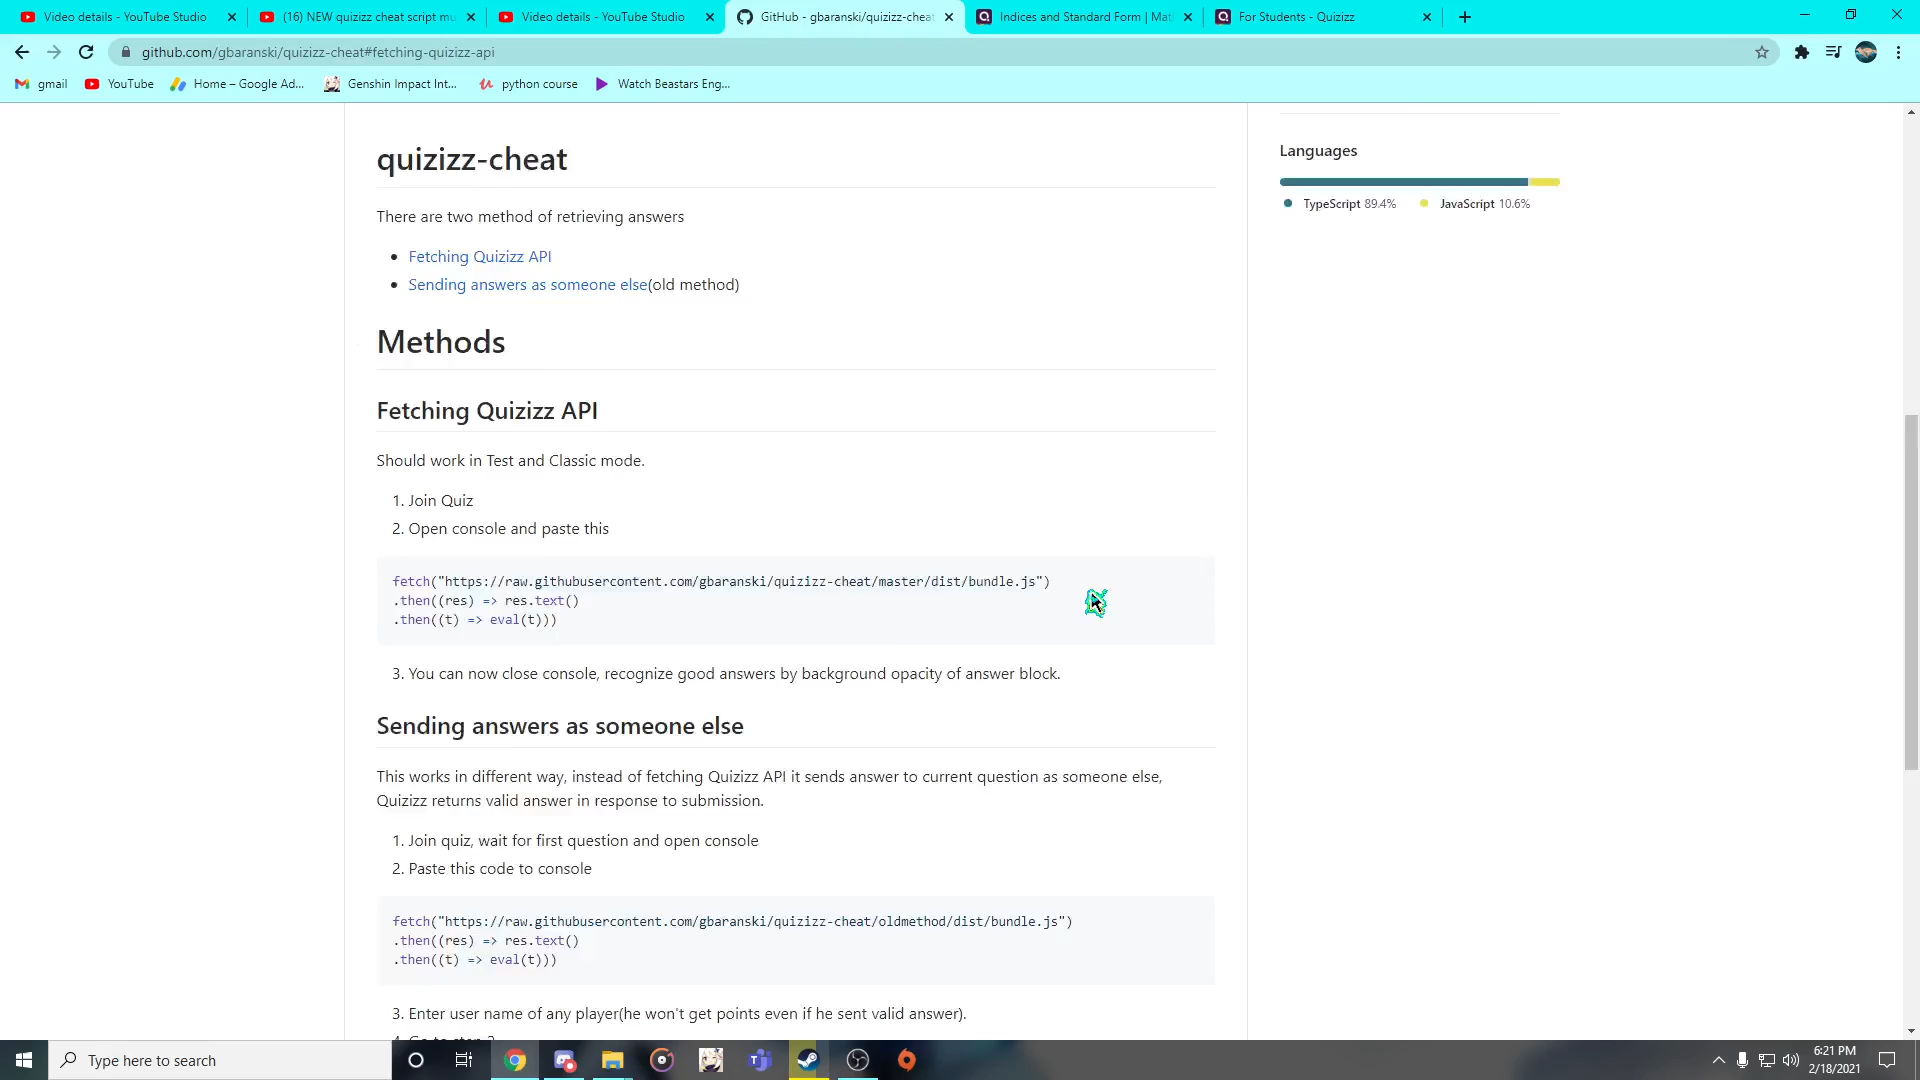 Video details - YouTube Studio
(16) NEW quizizz cheat script mu
Video details - YouTube Studio
GitHub - gbaranski/quizizz-cheat
Indices and Standard Form | Mat
For Students - Quizizz
github.com/gbaranski/quizizz-cheat#fetching-quizizz-api
gmail
YouTube
Home – Google Ad...
Genshin Impact Int...
python course
Watch Beastars Eng...
quizizz-cheat
There are two method of retrieving answers
Fetching Quizizz API
Sending answers as someone else(old method)
Methods
Fetching Quizizz API
Should work in Test and Classic mode.
1. Join Quiz
2. Open console and paste this
fetch("https://raw.githubusercontent.com/gbaranski/quizizz-cheat/master/dist/bundle.js")
.then((res) => res.text()
.then((t) => eval(t)))
3. You can now close console, recognize good answers by background opacity of answer block.
Sending answers as someone else
This works in different way, instead of fetching Quizizz API it sends answer to current question as someone else,
Quizizz returns valid answer in response to submission.
1. Join quiz, wait for first question and open console
2. Paste this code to console
fetch("https://raw.githubusercontent.com/gbaranski/quizizz-cheat/oldmethod/dist/bundle.js")
.then((res) => res.text()
.then((t) => eval(t)))
3. Enter user name of any player(he won't get points even if he sent valid answer).
Languages
TypeScript 89.4%
JavaScript 10.6%
Type here to search
6:21 PM
2/18/2021